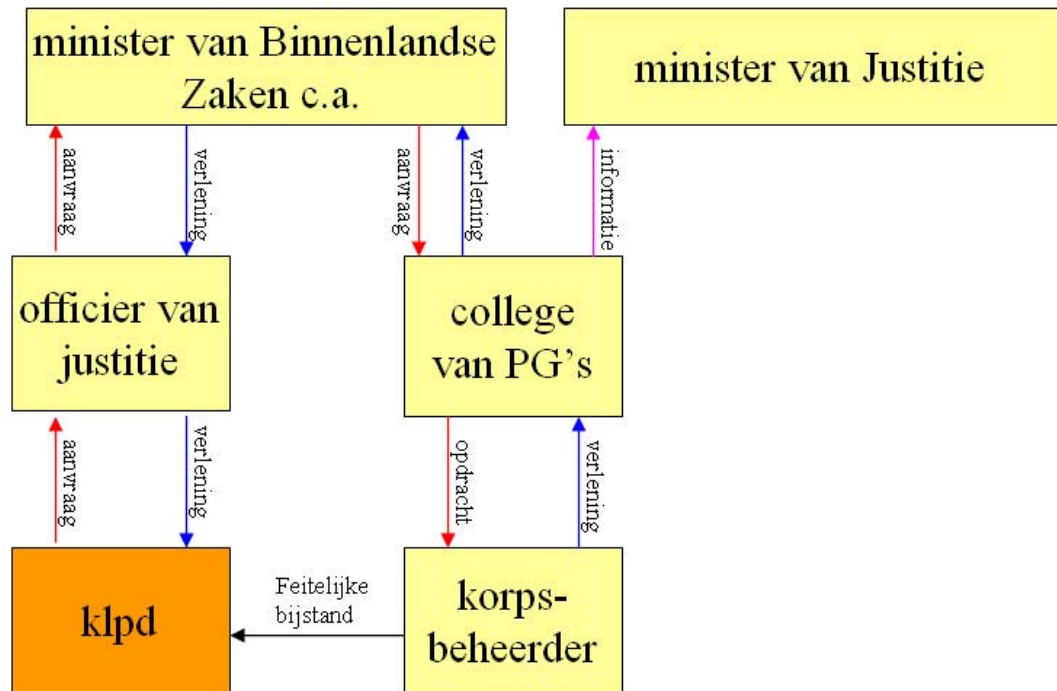 minister van Binnenlandse
Zaken c.a.
minister van Justitie
aanvraag
verlening
aanvraag
verlening
informatie
officier van
justitie
college
van PG's
aanvraag
verlening
opdracht
verlening
klpd
Feitelijke
bijstand
korps-
beheerder